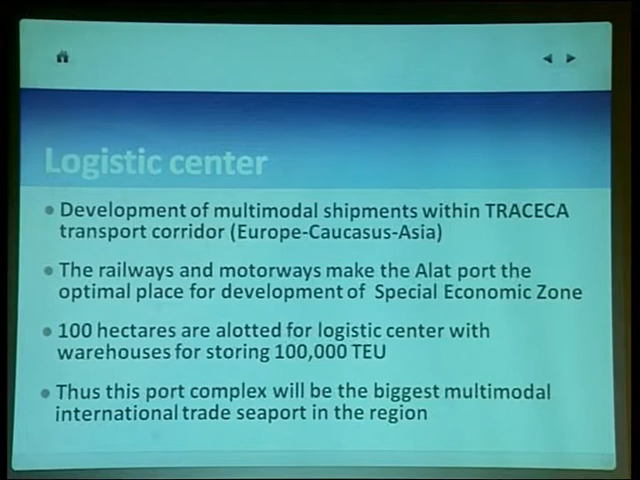 Logistic center
Development of multimodal shipments within TRACECA
transport corridor (Europe-Caucasus-Asia)
The railways and motorways make the Alat port the
optimal place for development of Special Economic Zone
100 hectares are alotted for logistic center with
warehouses for storing 100,000 TEU
Thus this port complex will be the biggest multimodal
international trade seaport in the region